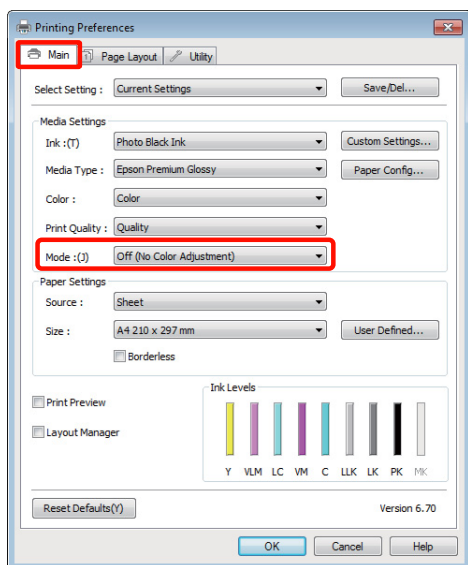 Printing Preferences
Main Page Layout Utility
Select Setting : Current Settings Save/Del...
Media Settings
Ink :(T) Photo Black Ink Custom Settings...
Media Type : Epson Premium Glossy Paper Config...
Color : Color
Print Quality : Quality
Mode :(J) Off (No Color Adjustment)
Paper Settings
Source : Sheet
Size : A4 210 x 297 mm User Defined...
Borderless
Ink Levels
Print Preview
Layout Manager
Y VLM LC VM C LLK LK PK MK
Reset Defaults(Y) Version 6.70
OK Cancel Help